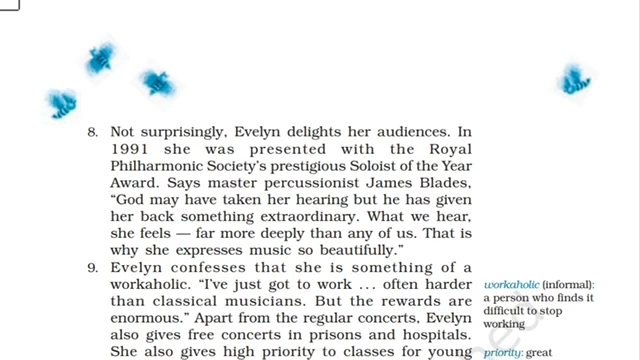 8. Not surprisingly, Evelyn delights her audiences. In
1991 she was presented with the Royal
Philharmonic Society's prestigious Soloist of the Year
Award. Says master percussionist James Blades,
“God may have taken her hearing but he has given
her back something extraordinary. What we hear,
she feels — far more deeply than any of us. That is
why she expresses music so beautifully.”
9. Evelyn confesses that she is something of a
workaholic. “I've just got to work ... often harder
than classical musicians. But the rewards are
enormous.” Apart from the regular concerts, Evelyn
also gives free concerts in prisons and hospitals.
She also gives high priority to classes for young
workaholic (informal):
a person who finds it
difficult to stop
working
priority: great